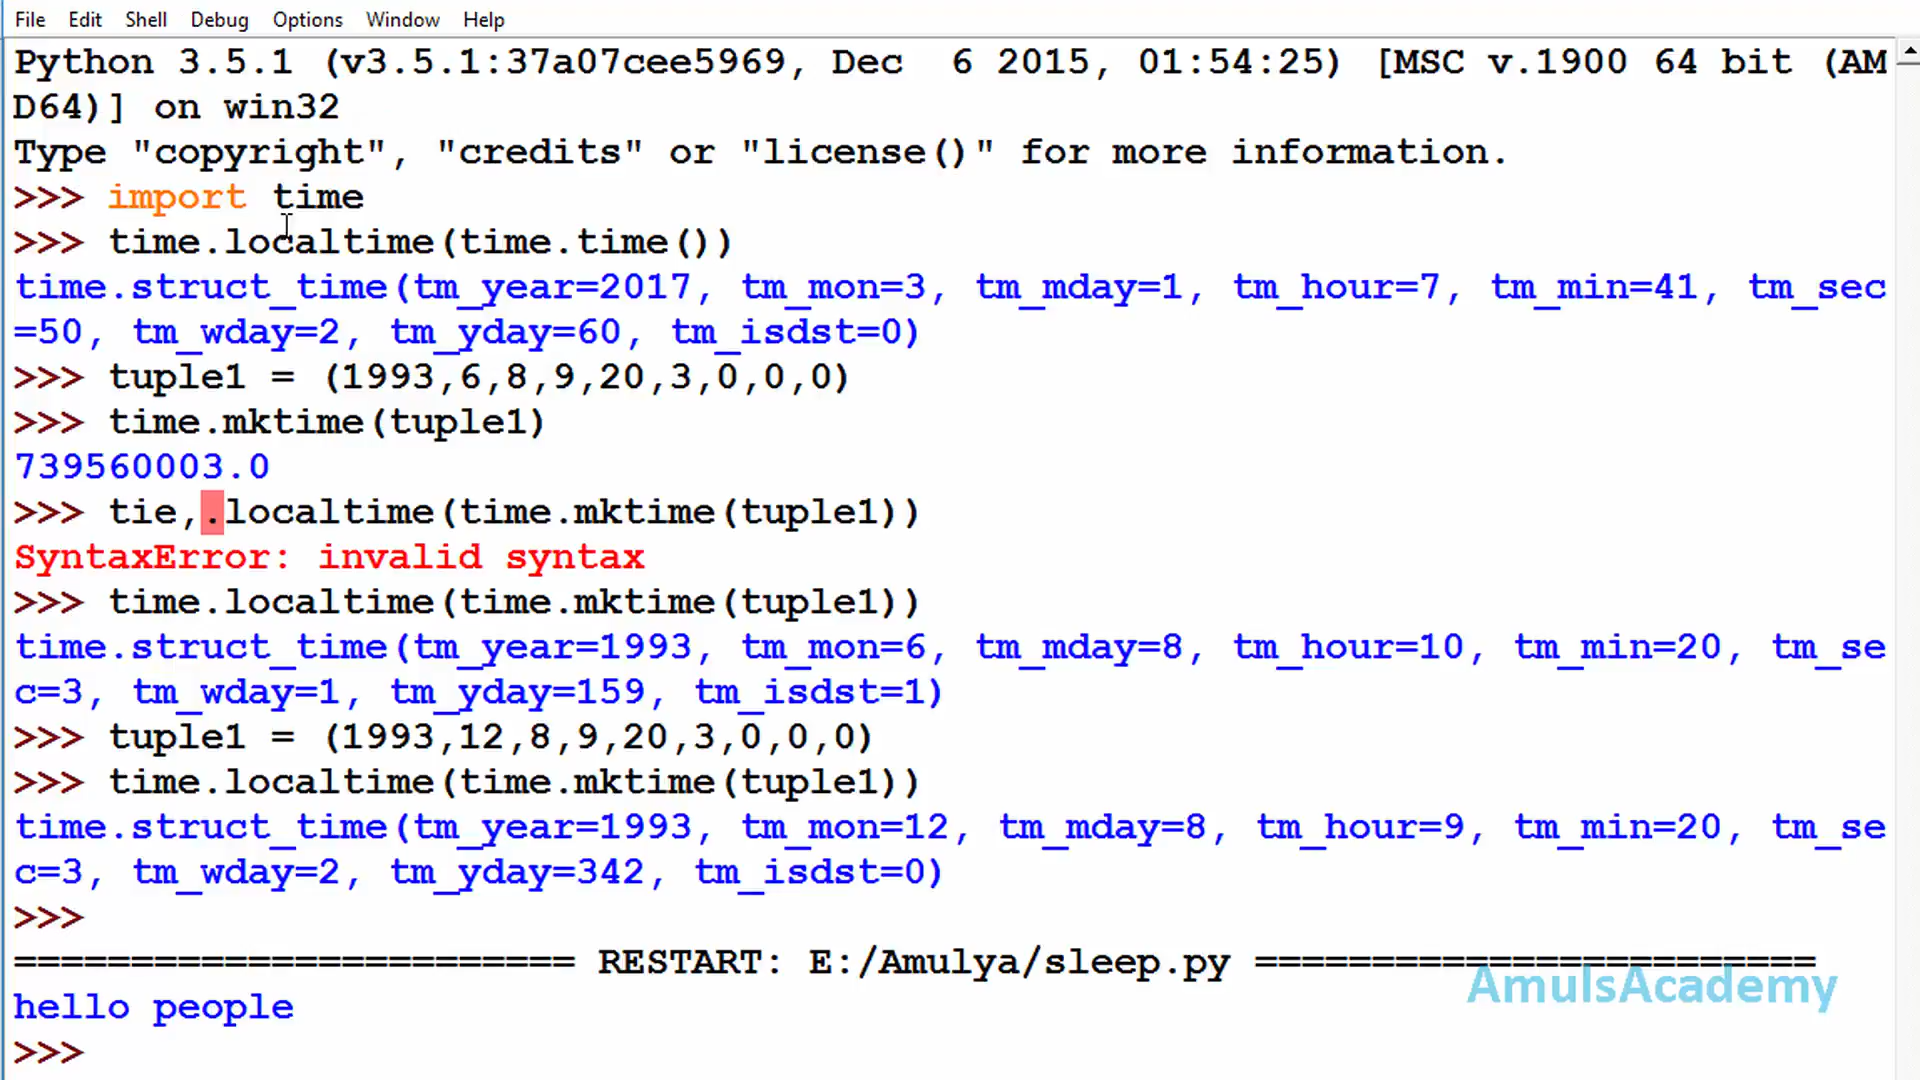 File Edit Shell Debug Options Window Help
Python 3.5.1 (v3.5.1:37a07cee5969, Dec  6 2015, 01:54:25) [MSC v.1900 64 bit (AM
D64)] on win32
Type "copyright", "credits" or "license()" for more information.
>>> import time
>>> time.localtime(time.time())
time.struct_time(tm_year=2017, tm_mon=3, tm_mday=1, tm_hour=7, tm_min=41, tm_sec
=50, tm_wday=2, tm_yday=60, tm_isdst=0)
>>> tuple1 = (1993,6,8,9,20,3,0,0,0)
>>> time.mktime(tuple1)
739560003.0
>>> tie,.localtime(time.mktime(tuple1))
SyntaxError: invalid syntax
>>> time.localtime(time.mktime(tuple1))
time.struct_time(tm_year=1993, tm_mon=6, tm_mday=8, tm_hour=10, tm_min=20, tm_se
c=3, tm_wday=1, tm_yday=159, tm_isdst=1)
>>> tuple1 = (1993,12,8,9,20,3,0,0,0)
>>> time.localtime(time.mktime(tuple1))
time.struct_time(tm_year=1993, tm_mon=12, tm_mday=8, tm_hour=9, tm_min=20, tm_se
c=3, tm_wday=2, tm_yday=342, tm_isdst=0)
>>>
======================== RESTART: E:/Amulya/sleep.py ========================
AmulsAcademy
hello people
>>>